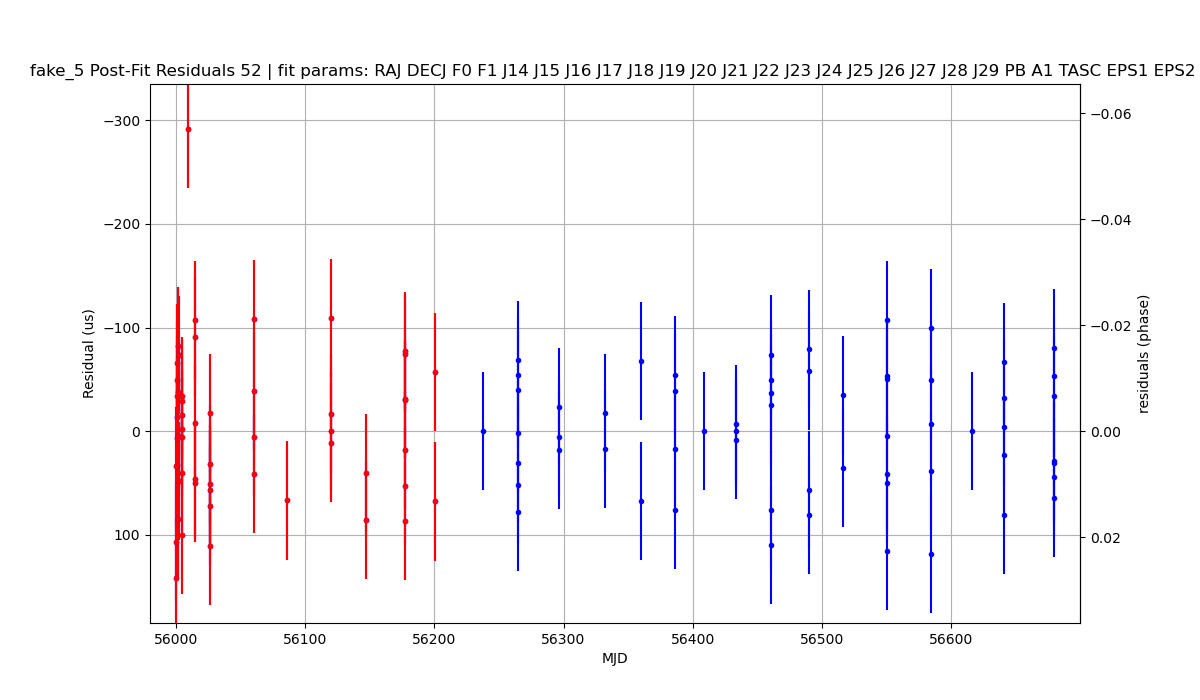 fake_5 Post-Fit Residuals 52 | fit params: RAJ DECJ F0 F1 J14 J15 J16 J17 J18 J19 J20 J21 J22 J23 J24 J25 J26 J27 J28 J29 PB A1 TASC EPS1 EPS2
−300
−200
−100
0
100
Residual (us)
−0.06
−0.04
−0.02
0.00
0.02
residuals (phase)
56000 56100 56200 56300 56400 56500 56600
MJD